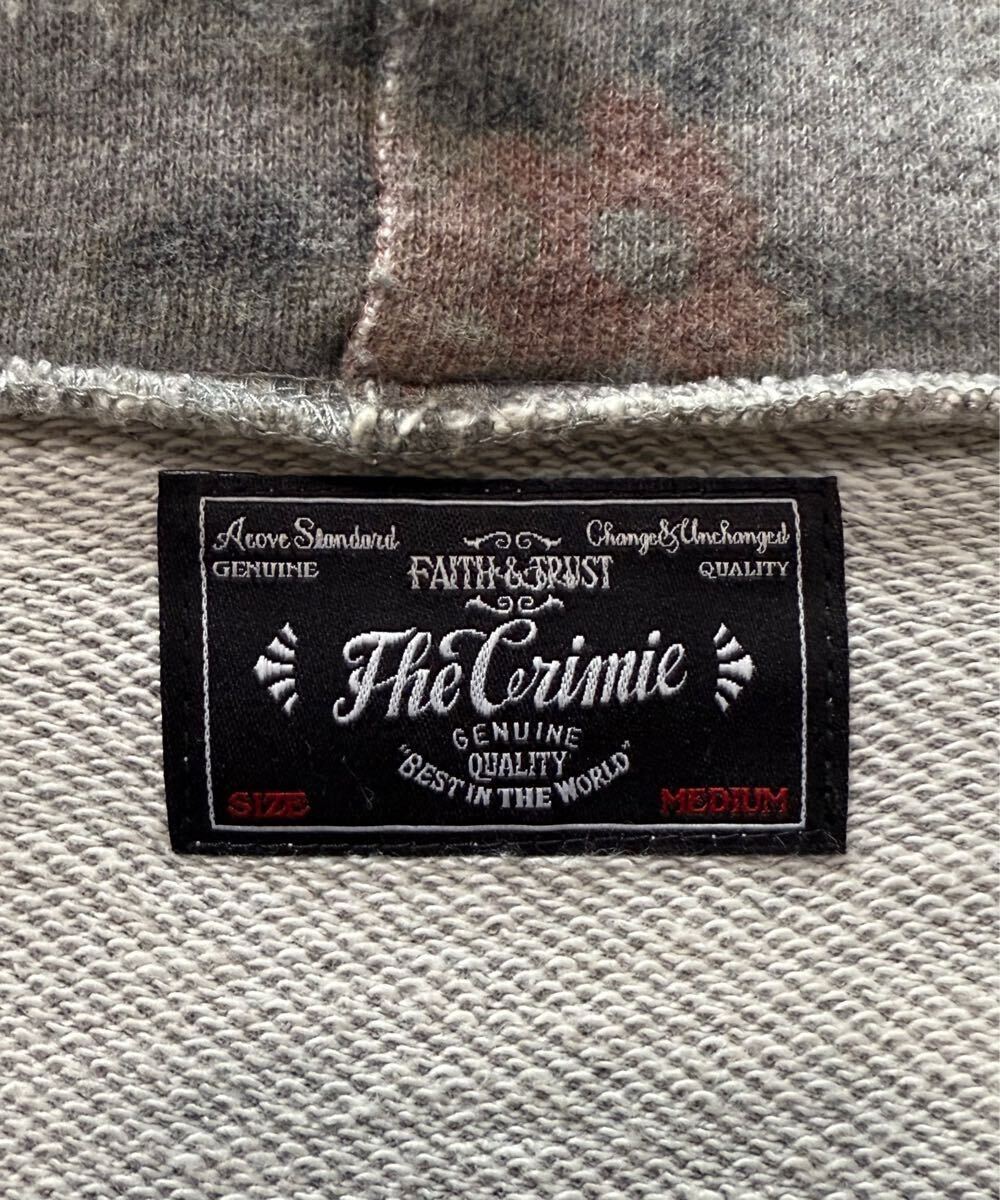 Acove Standard
GENUINE
FAITH & TRUST
Change & Unchanged
QUALITY
The Crimie
GENUINE
QUALITY
"BEST IN THE WORLD"
SIZE
MEDIUM